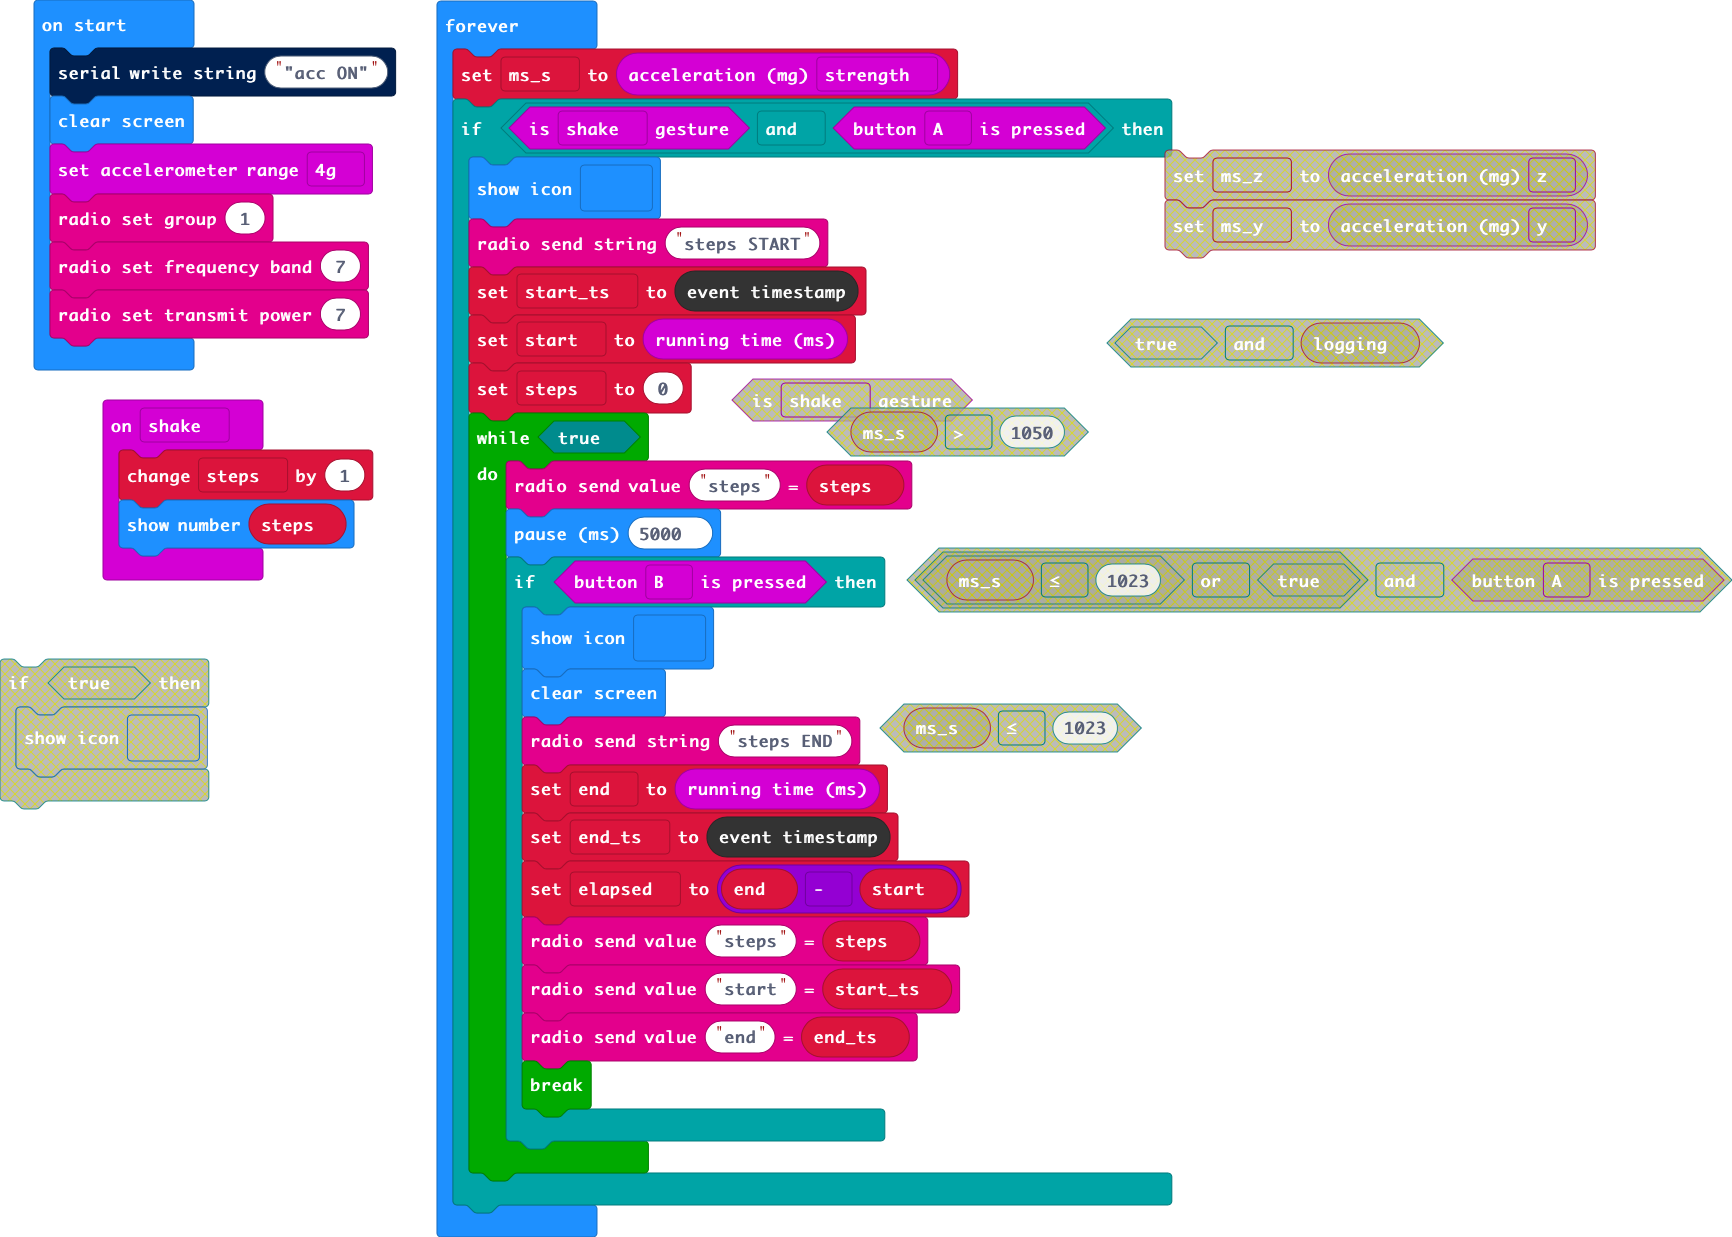 on start
serial write string ""acc ON""
clear screen
set accelerometer range 4g
radio set group 1
radio set frequency band 7
radio set transmit power 7
on shake
change steps by 1
show number steps
if true then
show icon
forever
set ms_s to acceleration (mg) strength
if is shake gesture and button A is pressed then
show icon
radio send string "steps START"
set start_ts to event timestamp
set start to running time (ms)
set steps to 0
while true
do radio send value "steps" = steps
pause (ms) 5000
if button B is pressed then
show icon
clear screen
radio send string "steps END"
set end to running time (ms)
set end_ts to event timestamp
set elapsed to end - start
radio send value "steps" = steps
radio send value "start" = start_ts
radio send value "end" = end_ts
break
set ms_z to acceleration (mg) z
set ms_y to acceleration (mg) y
true and logging
is shake gesture
ms_s > 1050
ms_s ≤ 1023 or true and button A is pressed
ms_s ≤ 1023